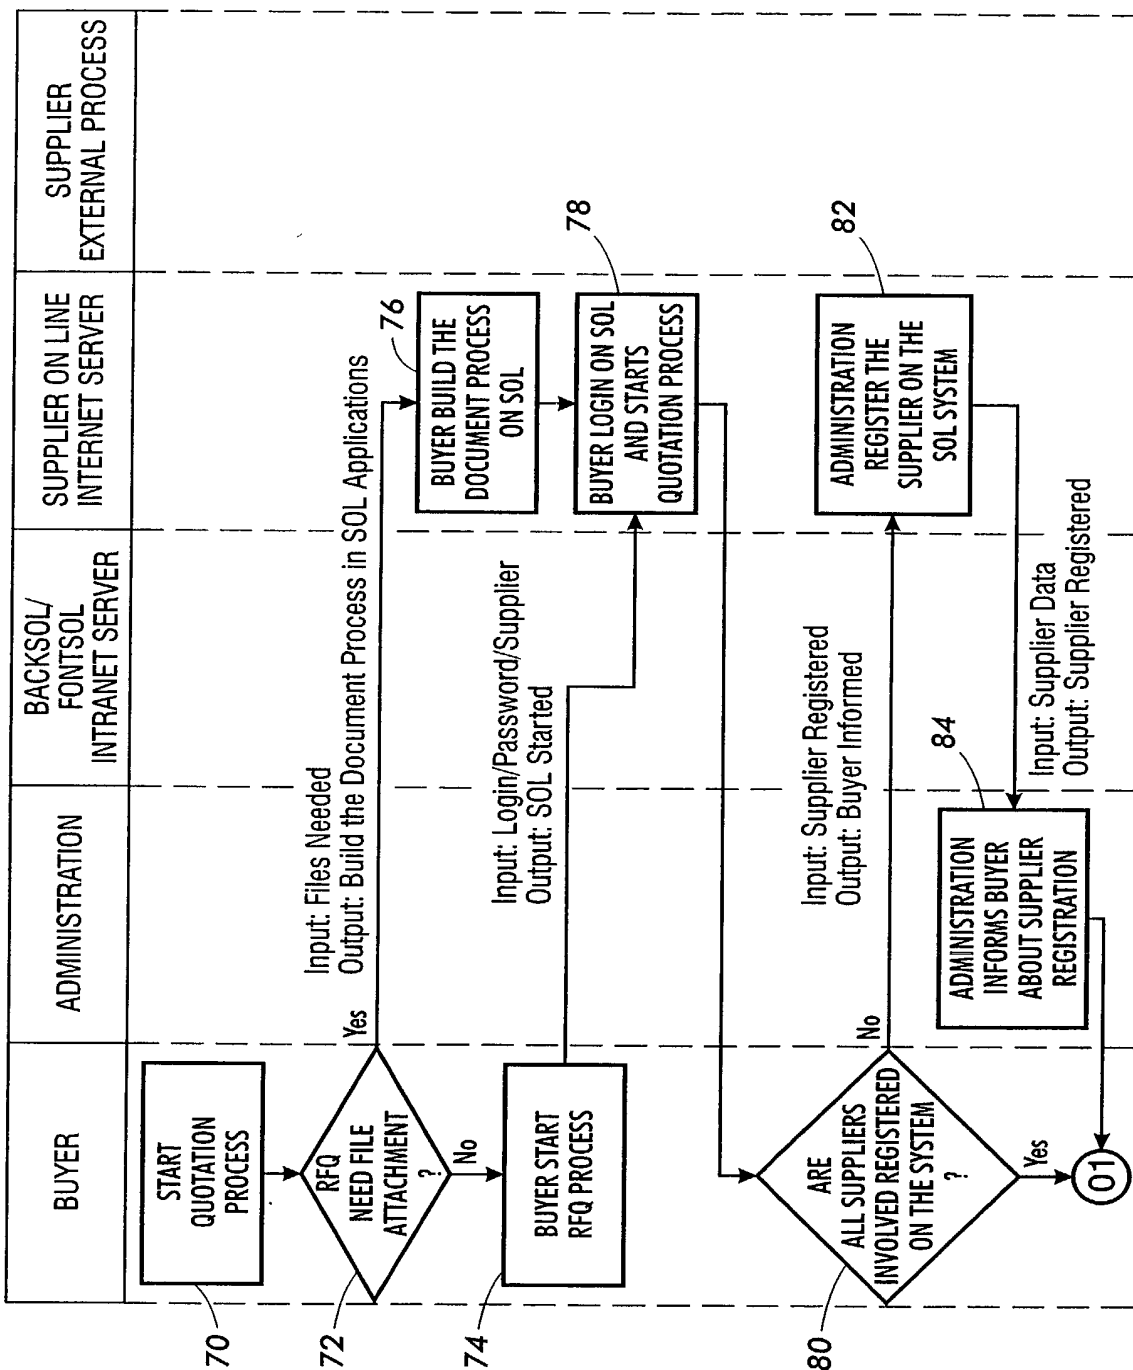 BUYER
ADMINISTRATION
BACKSOL/
FONTSOL
INTRANET SERVER
SUPPLIER ON LINE
INTERNET SERVER
SUPPLIER
EXTERNAL PROCESS
START
QUOTATION
PROCESS
70
RFQ
NEED FILE
ATTACHMENT
?
72
Yes
No
Input: Files Needed
Output: Build the Document Process in SOL Applications
BUYER BUILD THE
DOCUMENT PROCESS
ON SOL
76
BUYER START
RFQ PROCESS
74
Input: Login/Password/Supplier
Output: SOL Started
BUYER LOGIN ON SOL
AND STARTS
QUOTATION PROCESS
78
ARE
ALL SUPPLIERS
INVOLVED REGISTERED
ON THE SYSTEM
?
80
No
Yes
Input: Supplier Registered
Output: Buyer Informed
ADMINISTRATION
REGISTER THE
SUPPLIER ON THE
SOL SYSTEM
82
ADMINISTRATION
INFORMS BUYER
ABOUT SUPPLIER
REGISTRATION
84
Input: Supplier Data
Output: Supplier Registered
01